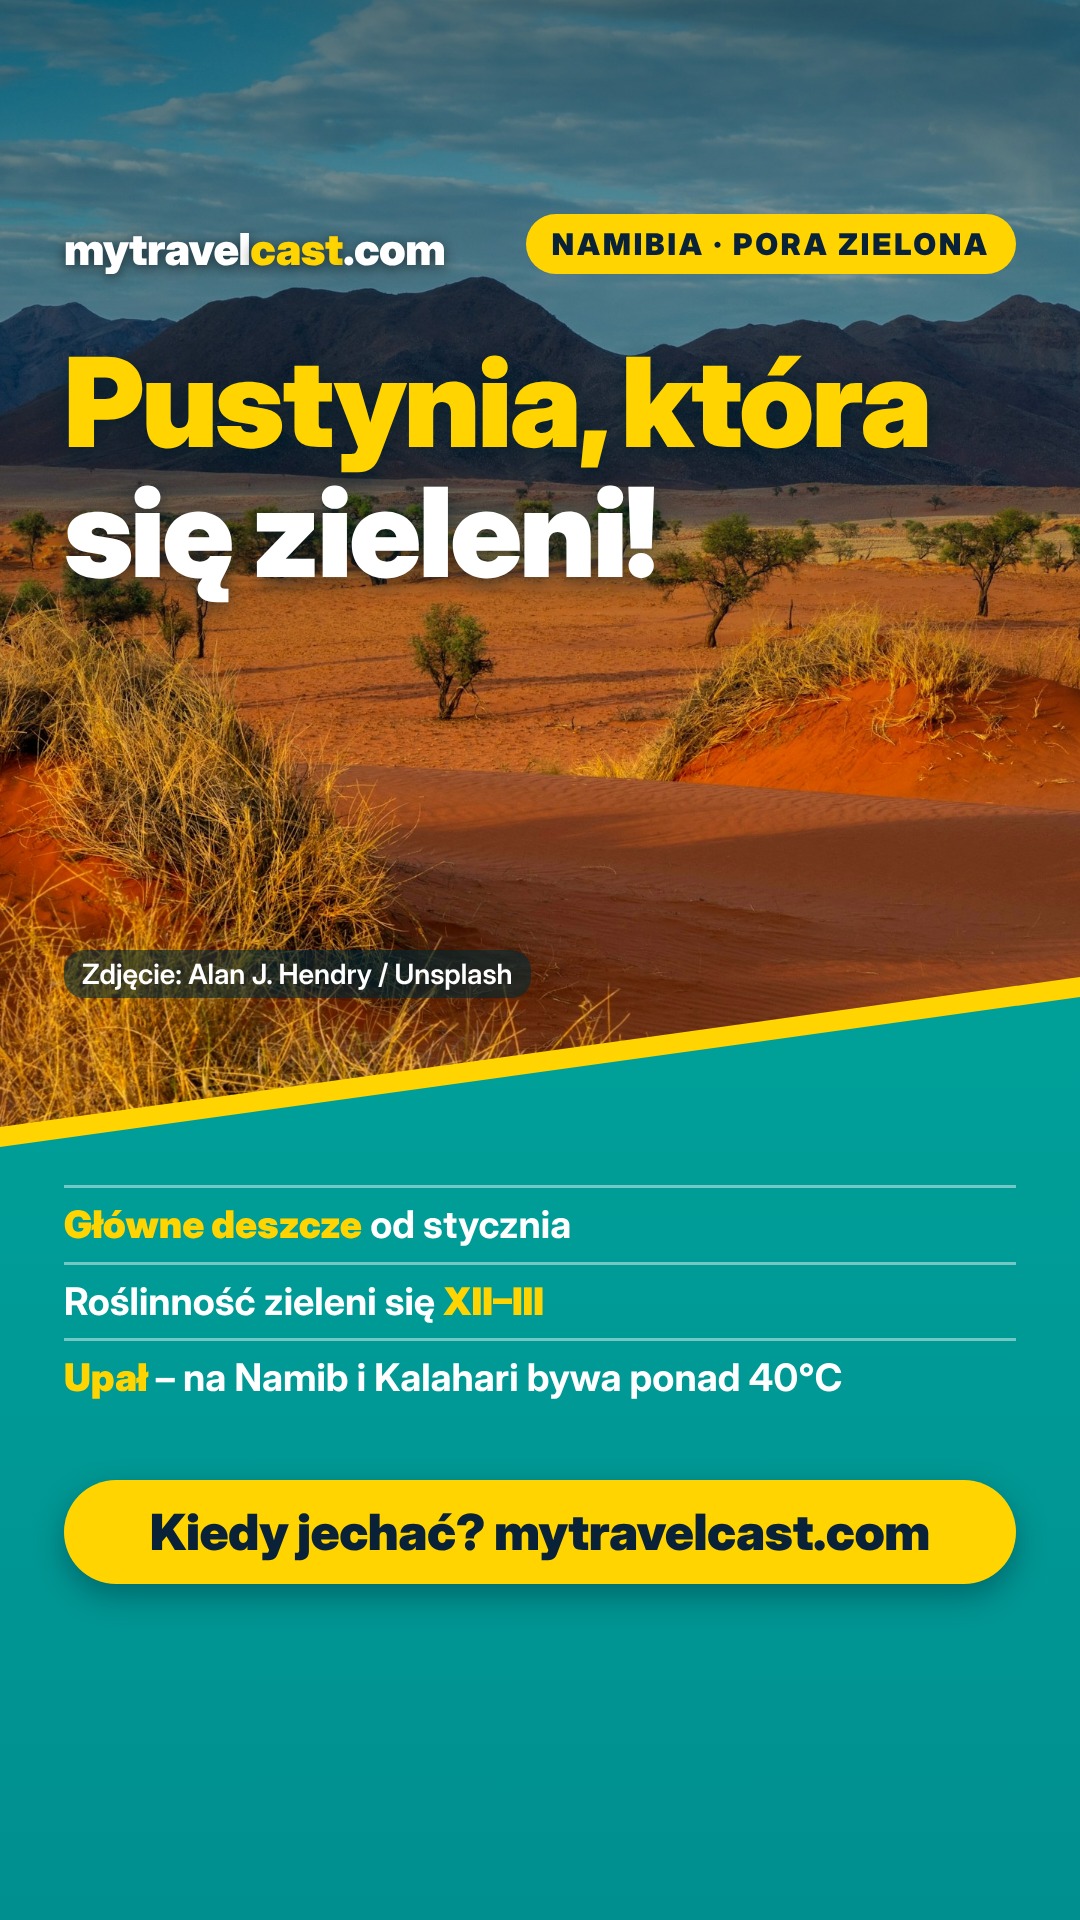 mytravelcast.com
NAMIBIA · PORA ZIELONA
Pustynia, która
się zieleni!
Zdjęcie: Alan J. Hendry / Unsplash
Główne deszcze od stycznia
Roślinność zieleni się XII–III
Upał – na Namib i Kalahari bywa ponad 40°C
Kiedy jechać? mytravelcast.com